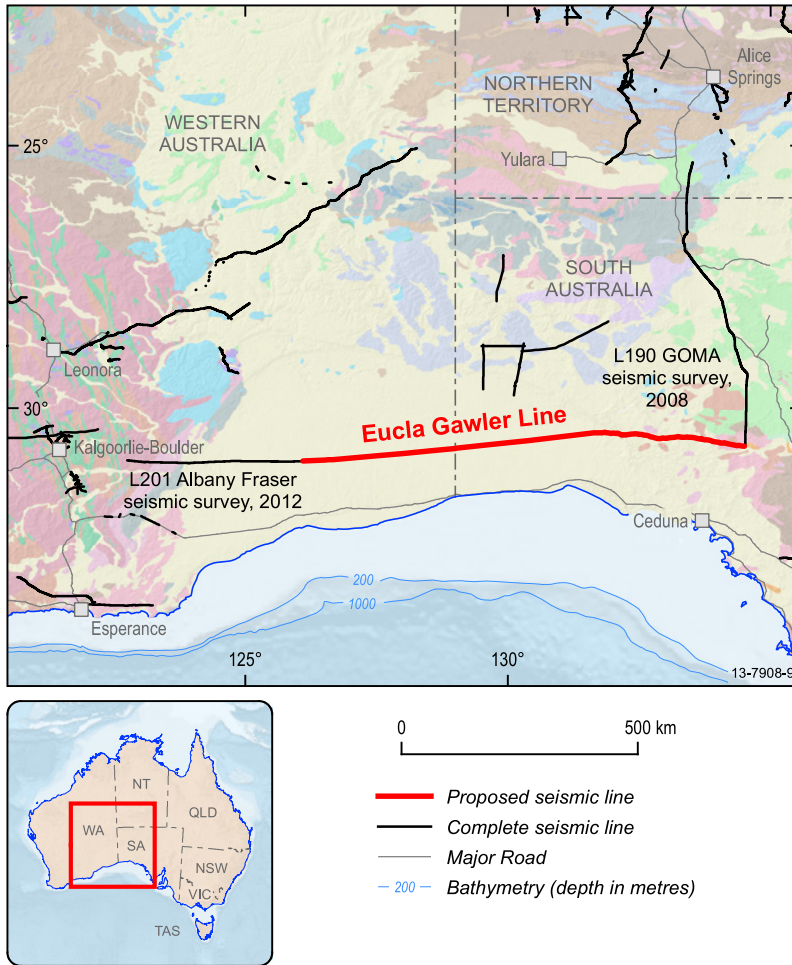 Alice
Springs
NORTHERN
TERRITORY
WESTERN
AUSTRALIA
25°
Yulara
SOUTH
AUSTRALIA
L190 GOMA
seismic survey,
2008
Leonora
30°
Eucla Gawler Line
Kalgoorlie-Boulder
L201 Albany Fraser
seismic survey, 2012
Ceduna
200
1000
Esperance
125°
130°
13-7908-9
0
500 km
NT
QLD
WA
SA
NSW
VIC
TAS
Proposed seismic line
Complete seismic line
Major Road
200
Bathymetry (depth in metres)